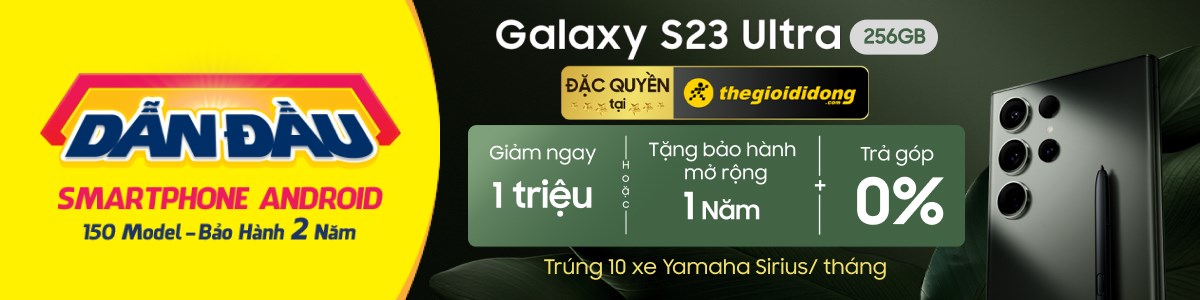 DẪN ĐẦU
SMARTPHONE ANDROID
150 Model - Bảo Hành 2 Năm
Galaxy S23 Ultra 256GB
ĐẶC QUYỀN
tại
thegioididong
.com
Giảm ngay
1 triệu
Hoặc
Tặng bảo hành
mở rộng
1 Năm
+
Trả góp
0%
Trúng 10 xe Yamaha Sirius/ tháng